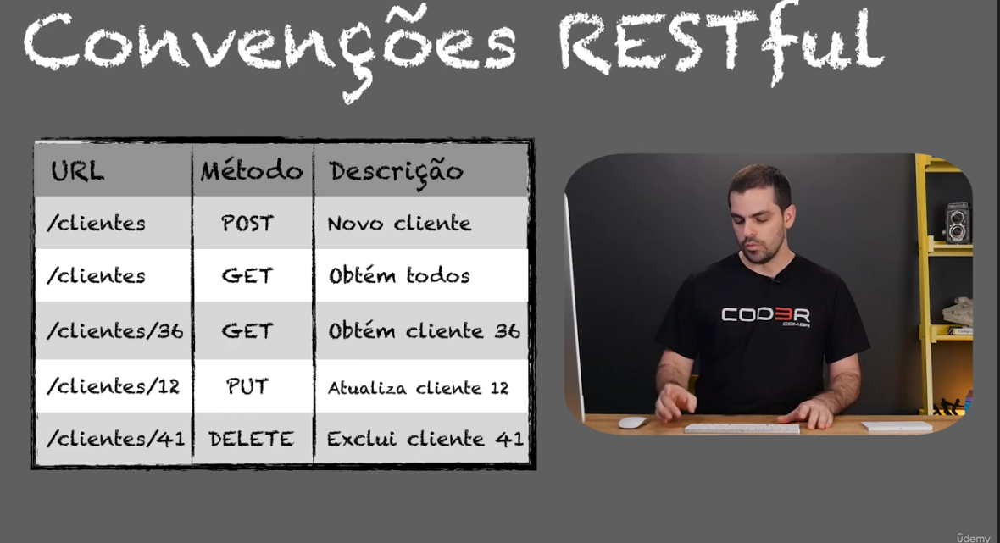 Convenções RESTful
URL Método Descrição
/clientes POST Novo cliente
/clientes GET Obtém todos
/clientes/36 GET Obtém cliente 36
/clientes/12 PUT Atualiza cliente 12
/clientes/41 DELETE Exclui cliente 41
COD3R
.COM.BR
ûdemy